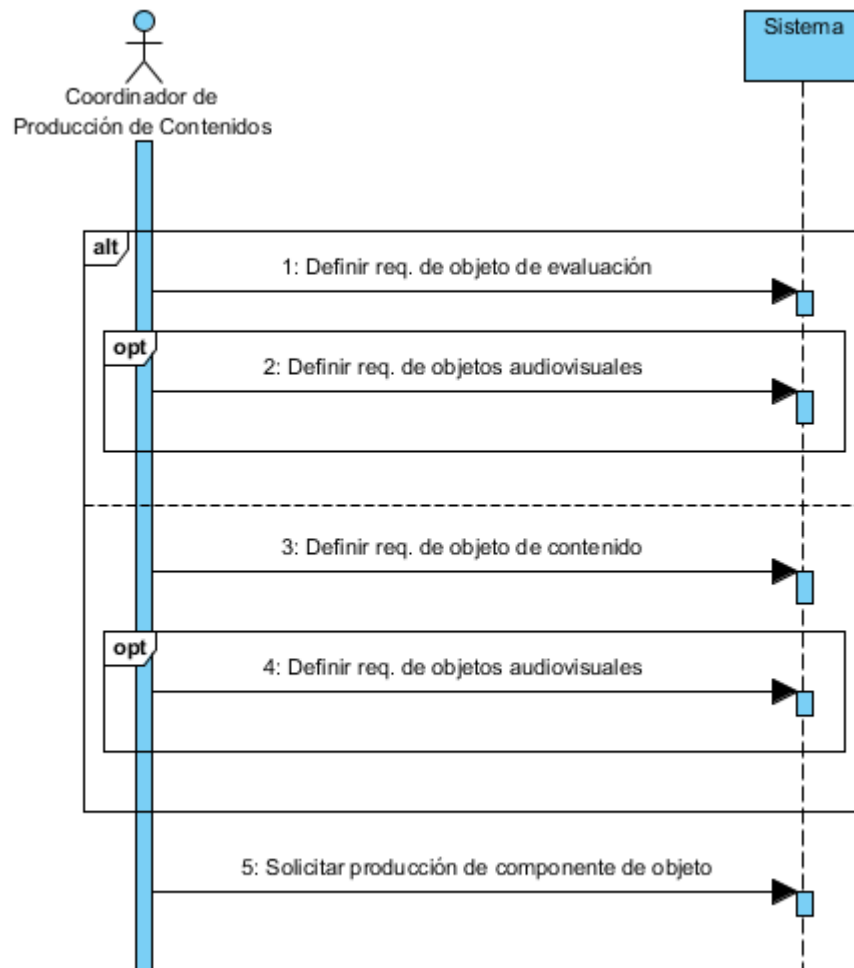 Sistema
Coordinador de
Producción de Contenidos
alt
1: Definir req. de objeto de evaluación
opt
2: Definir req. de objetos audiovisuales
3: Definir req. de objeto de contenido
opt
4: Definir req. de objetos audiovisuales
5: Solicitar producción de componente de objeto